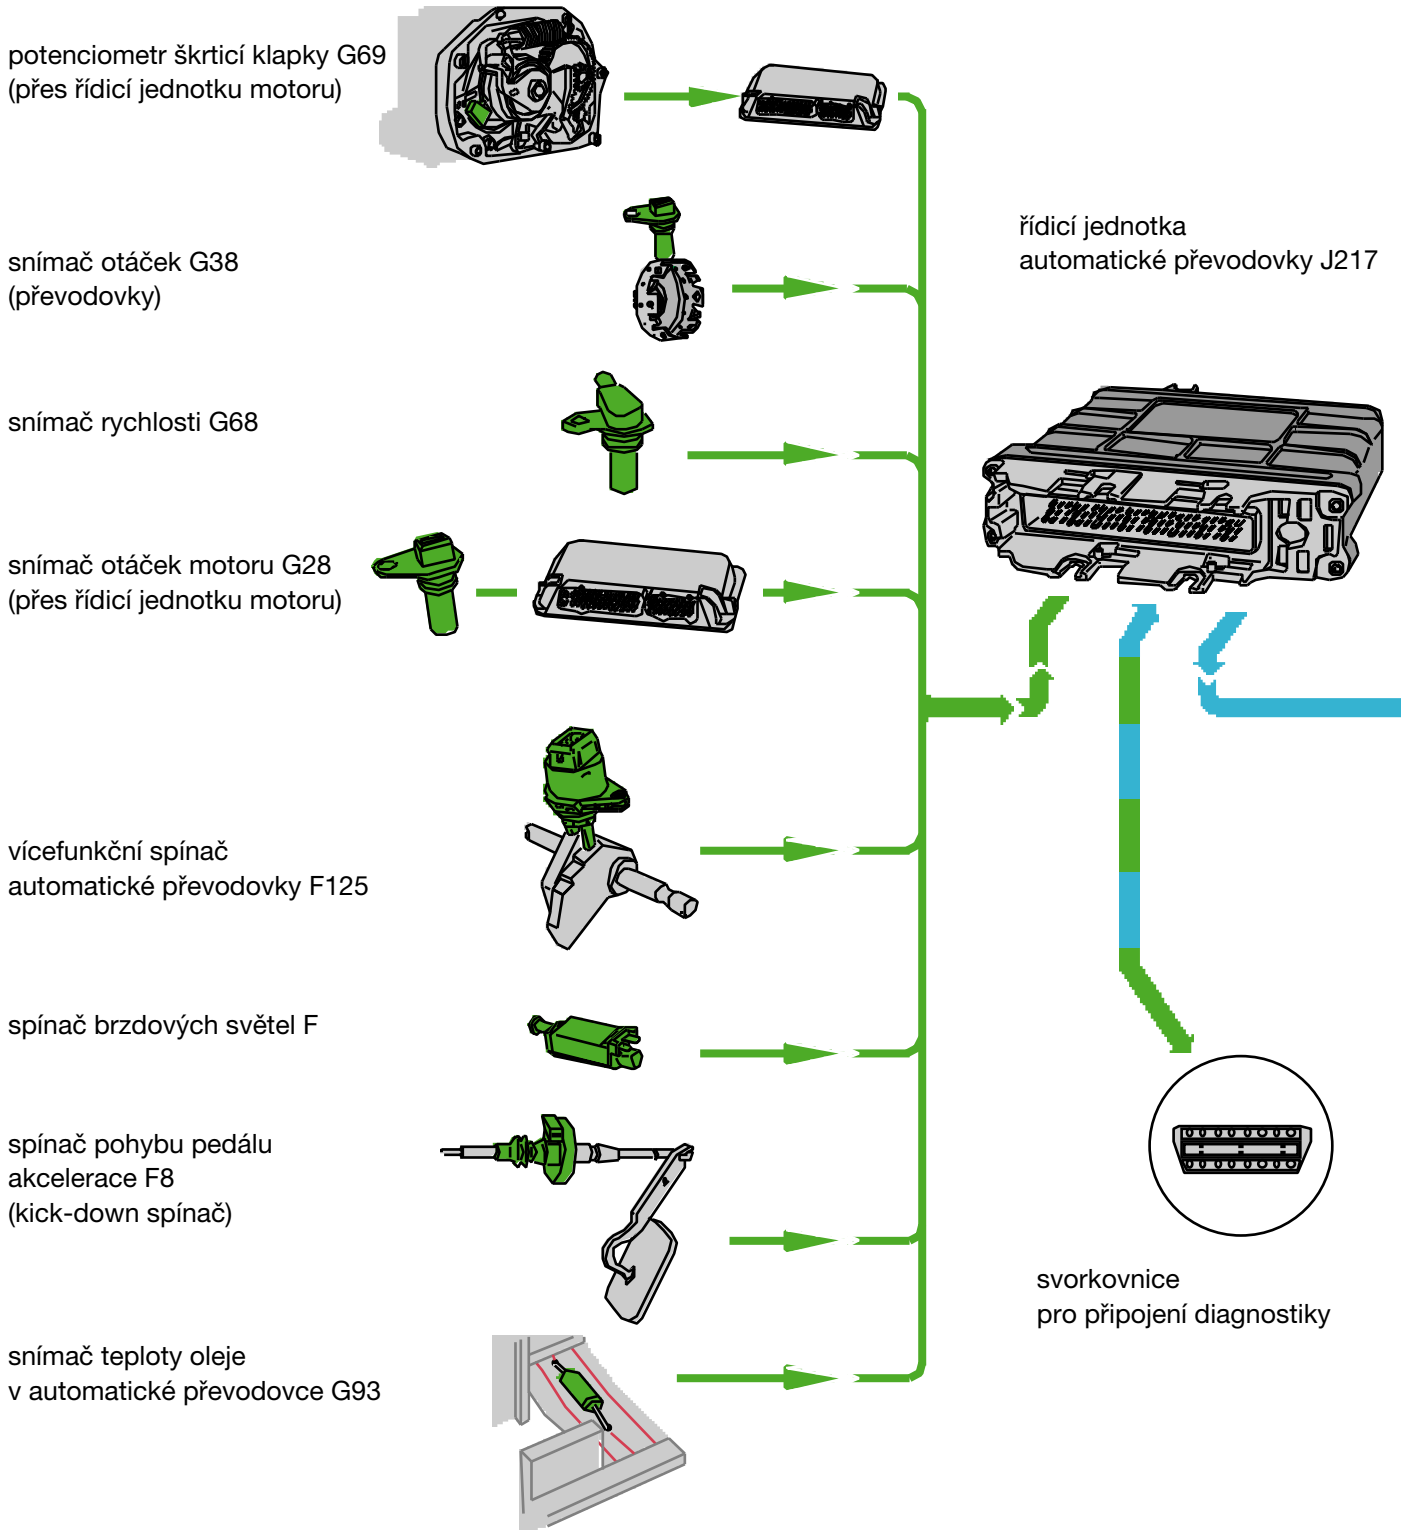 potenciometr škrticí klapky G69
(přes řídicí jednotku motoru)
snímač otáček G38
(převodovky)
řídicí jednotka
automatické převodovky J217
snímač rychlosti G68
snímač otáček motoru G28
(přes řídicí jednotku motoru)
vícefunkční spínač
automatické převodovky F125
spínač brzdových světel F
spínač pohybu pedálu
akcelerace F8
(kick-down spínač)
svorkovnice
pro připojení diagnostiky
snímač teploty oleje
v automatické převodovce G93